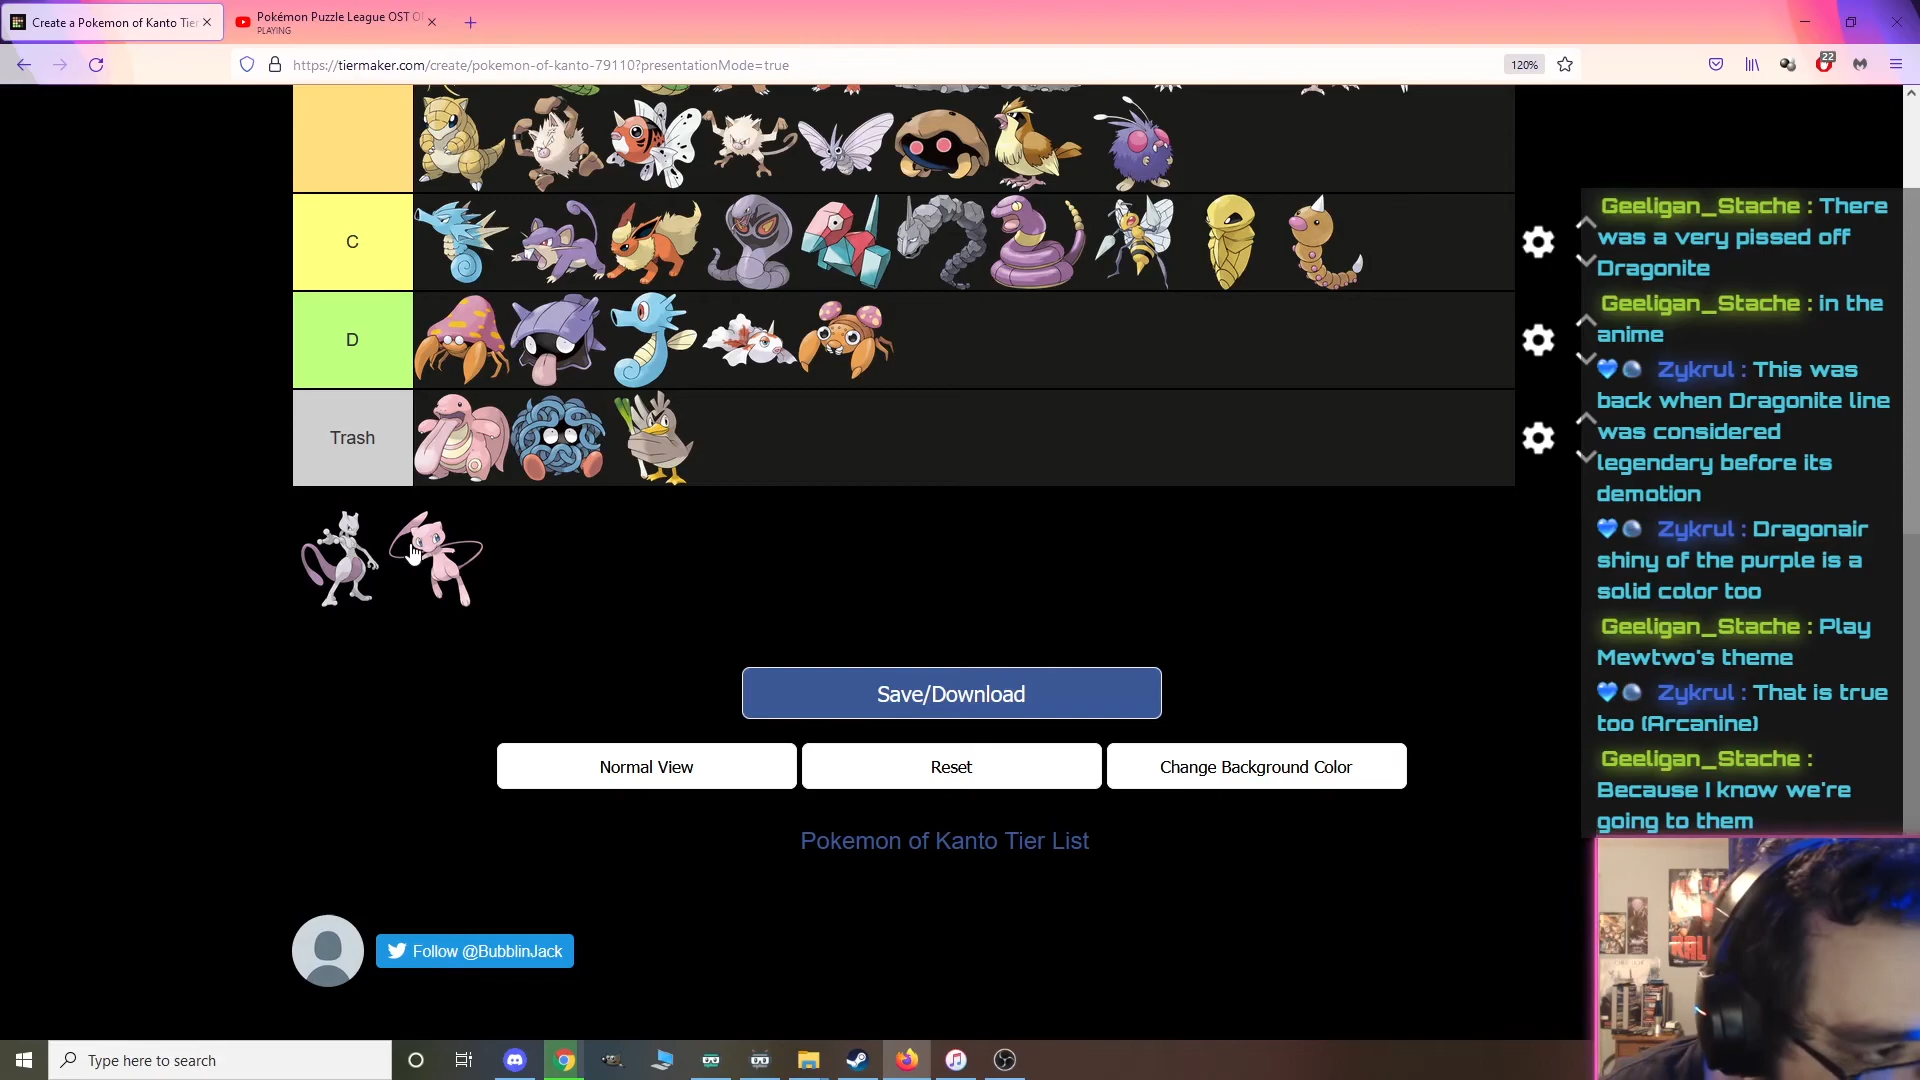 Create a Pokemon of Kanto Tier
Pokémon Puzzle League OST O
PLAYING
https://tiermaker.com/create/pokemon-of-kanto-79110?presentationMode=true
120%
22
C
D
Trash
Save/Download
Normal View
Reset
Change Background Color
Pokemon of Kanto Tier List
Follow @BubblinJack
Geeligan_Stache : There
was a very pissed off
Dragonite
Geeligan_Stache : in the
anime
Zykrul : This was
back when Dragonite line
was considered
legendary before its
demotion
Zykrul : Dragonair
shiny of the purple is a
solid color too
Geeligan_Stache : Play
Mewtwo's theme
Zykrul : That is true
too (Arcanine)
Geeligan_Stache :
Because I know we're
going to them
Type here to search